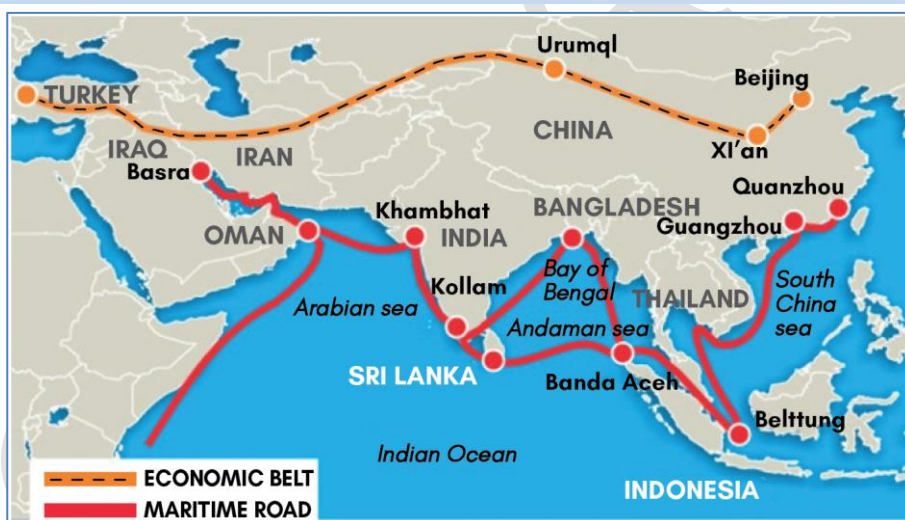 Urumql
Beijing
TURKEY
CHINA
IRAQ
IRAN
XI'an
Basra
Quanzhou
Khambhat
BANGLADESH
OMAN
INDIA
Guangzhou
Kollam
Bay of
Bengal
South
China
sea
Arabian sea
THAILAND
Andaman sea
SRI LANKA
Banda Aceh
Belttung
Indian Ocean
ECONOMIC BELT
INDONESIA
MARITIME ROAD